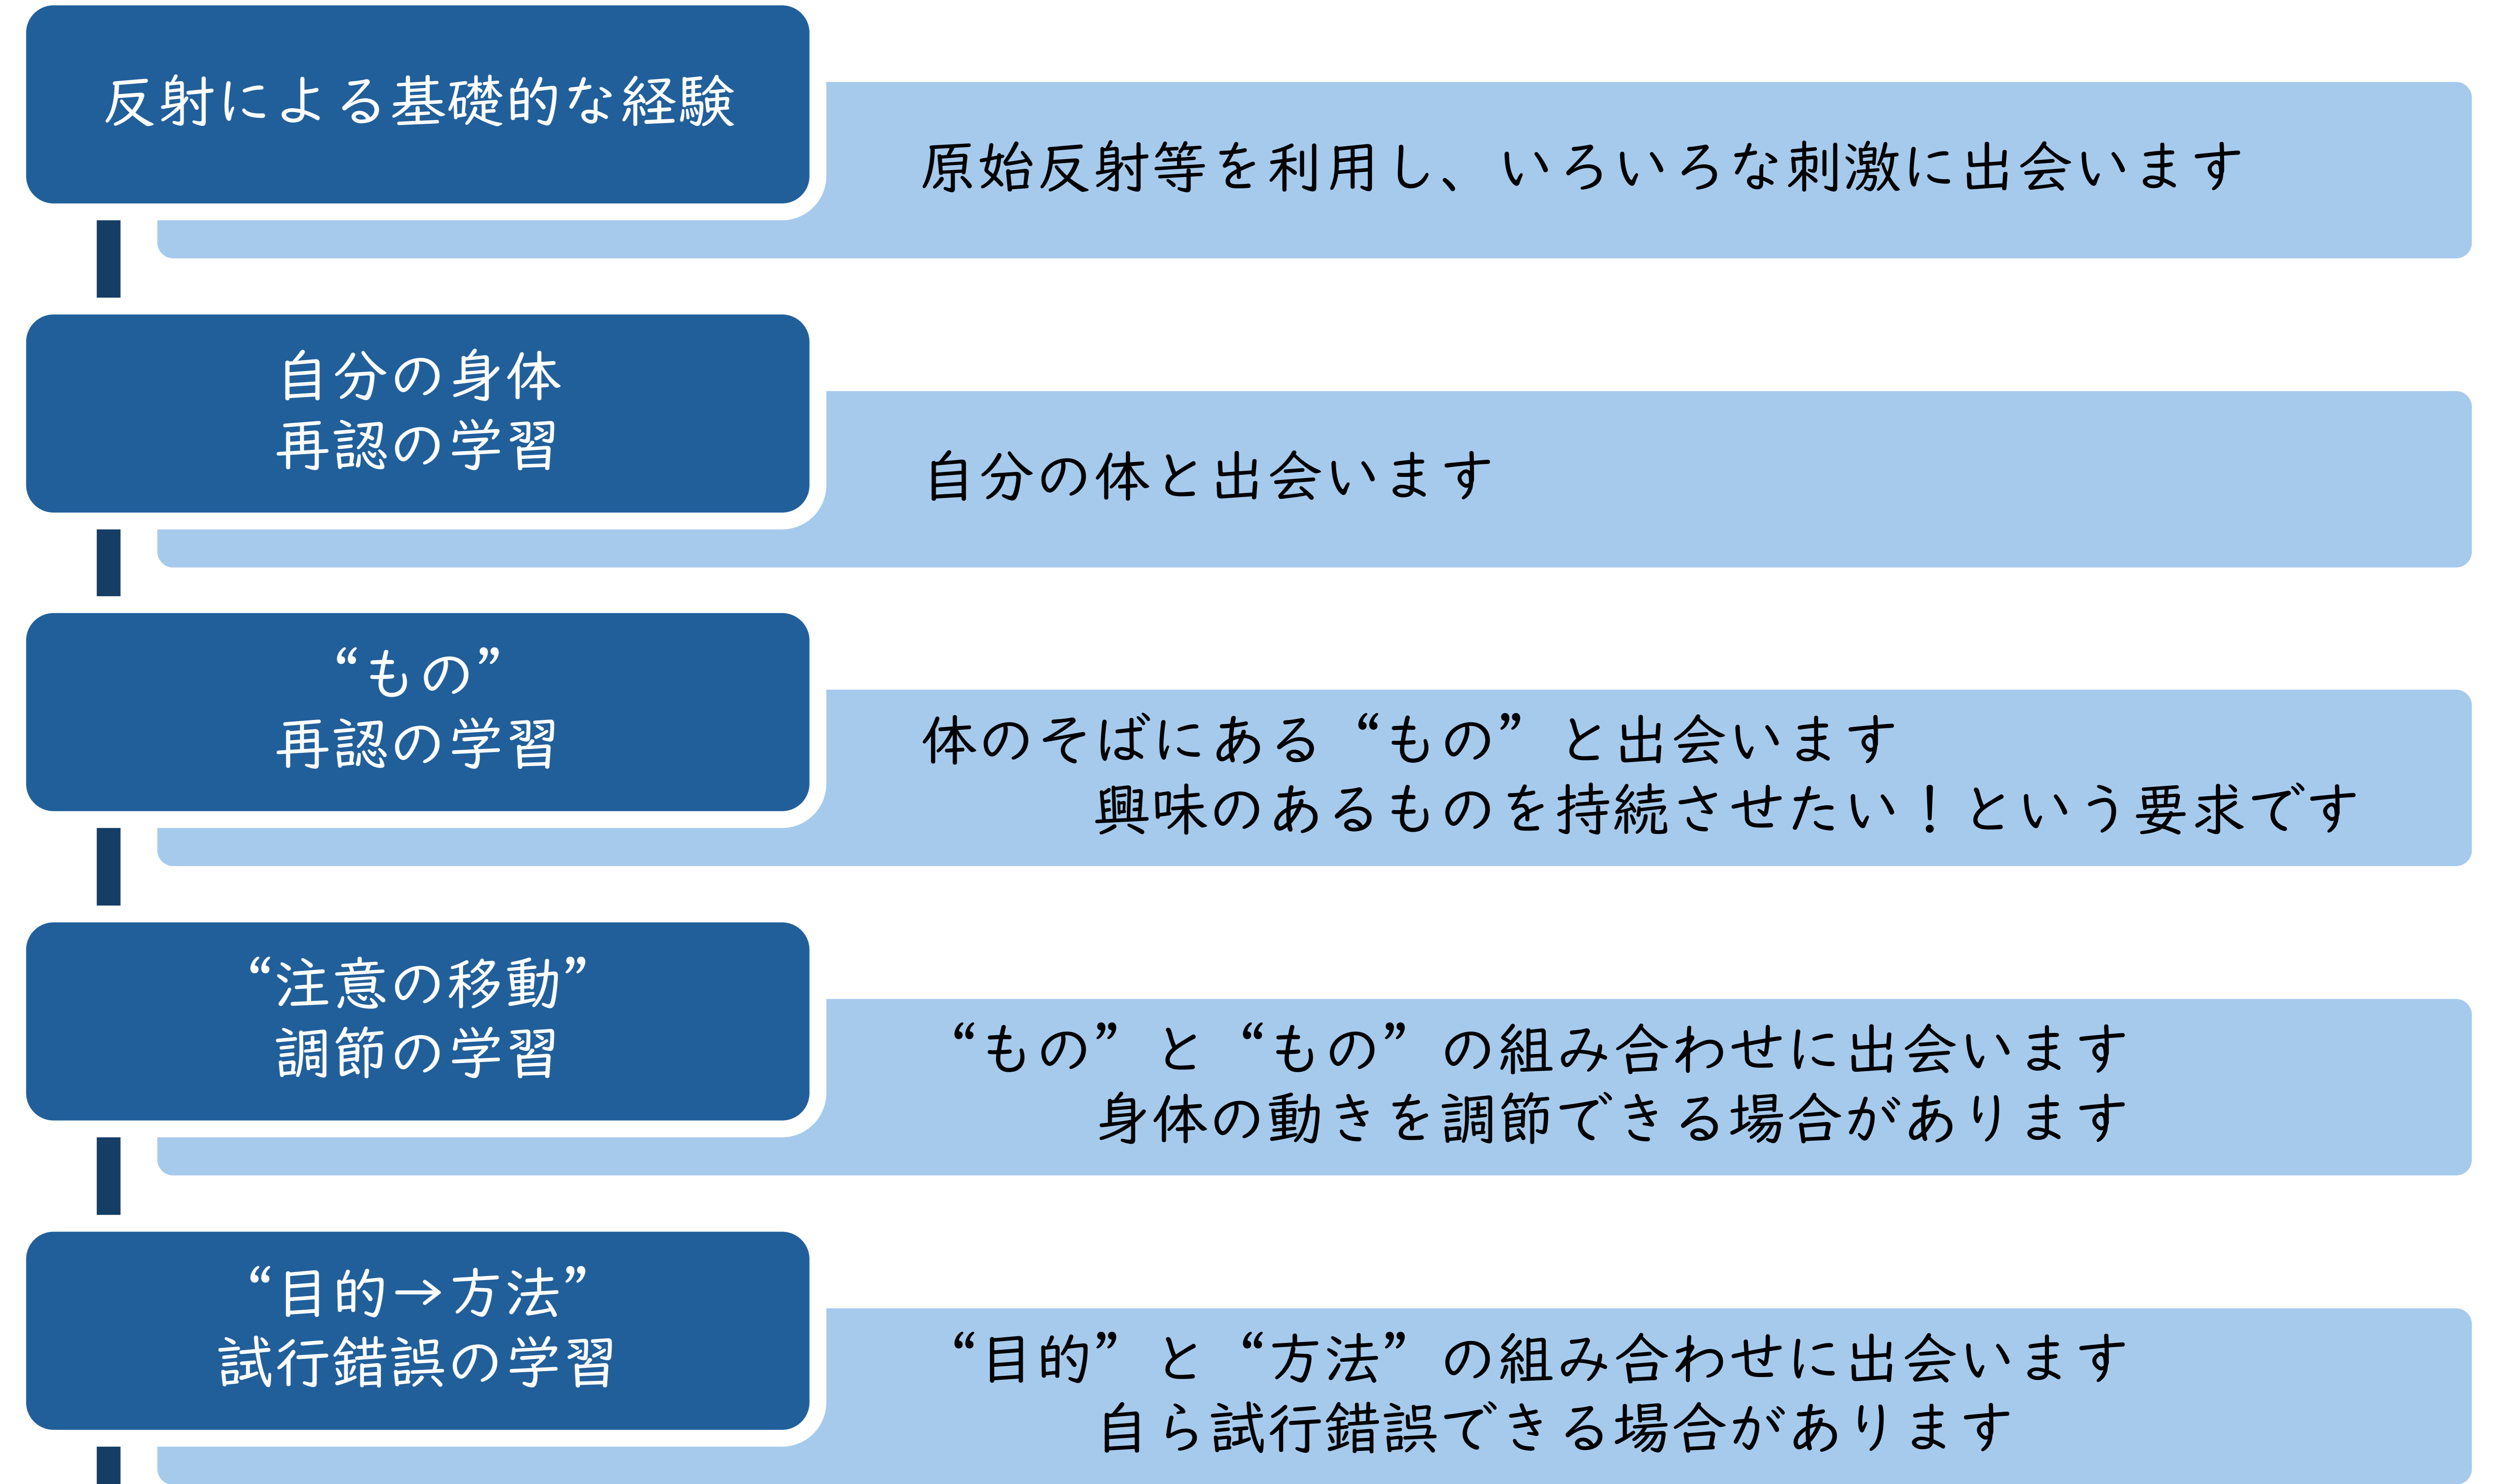 反射による基礎的な経験
原始反射等を利用し、いろいろな刺激に出会います
自分の身体
再認の学習
自分の体と出会います
“もの”
再認の学習
体のそばにある“もの”と出会います
興味のあるものを持続させたい！という要求です
“注意の移動”
調節の学習
“もの”と“もの”の組み合わせに出会います
身体の動きを調節できる場合があります
“目的→方法”
試行錯誤の学習
“目的”と“方法”の組み合わせに出会います
自ら試行錯誤できる場合があります